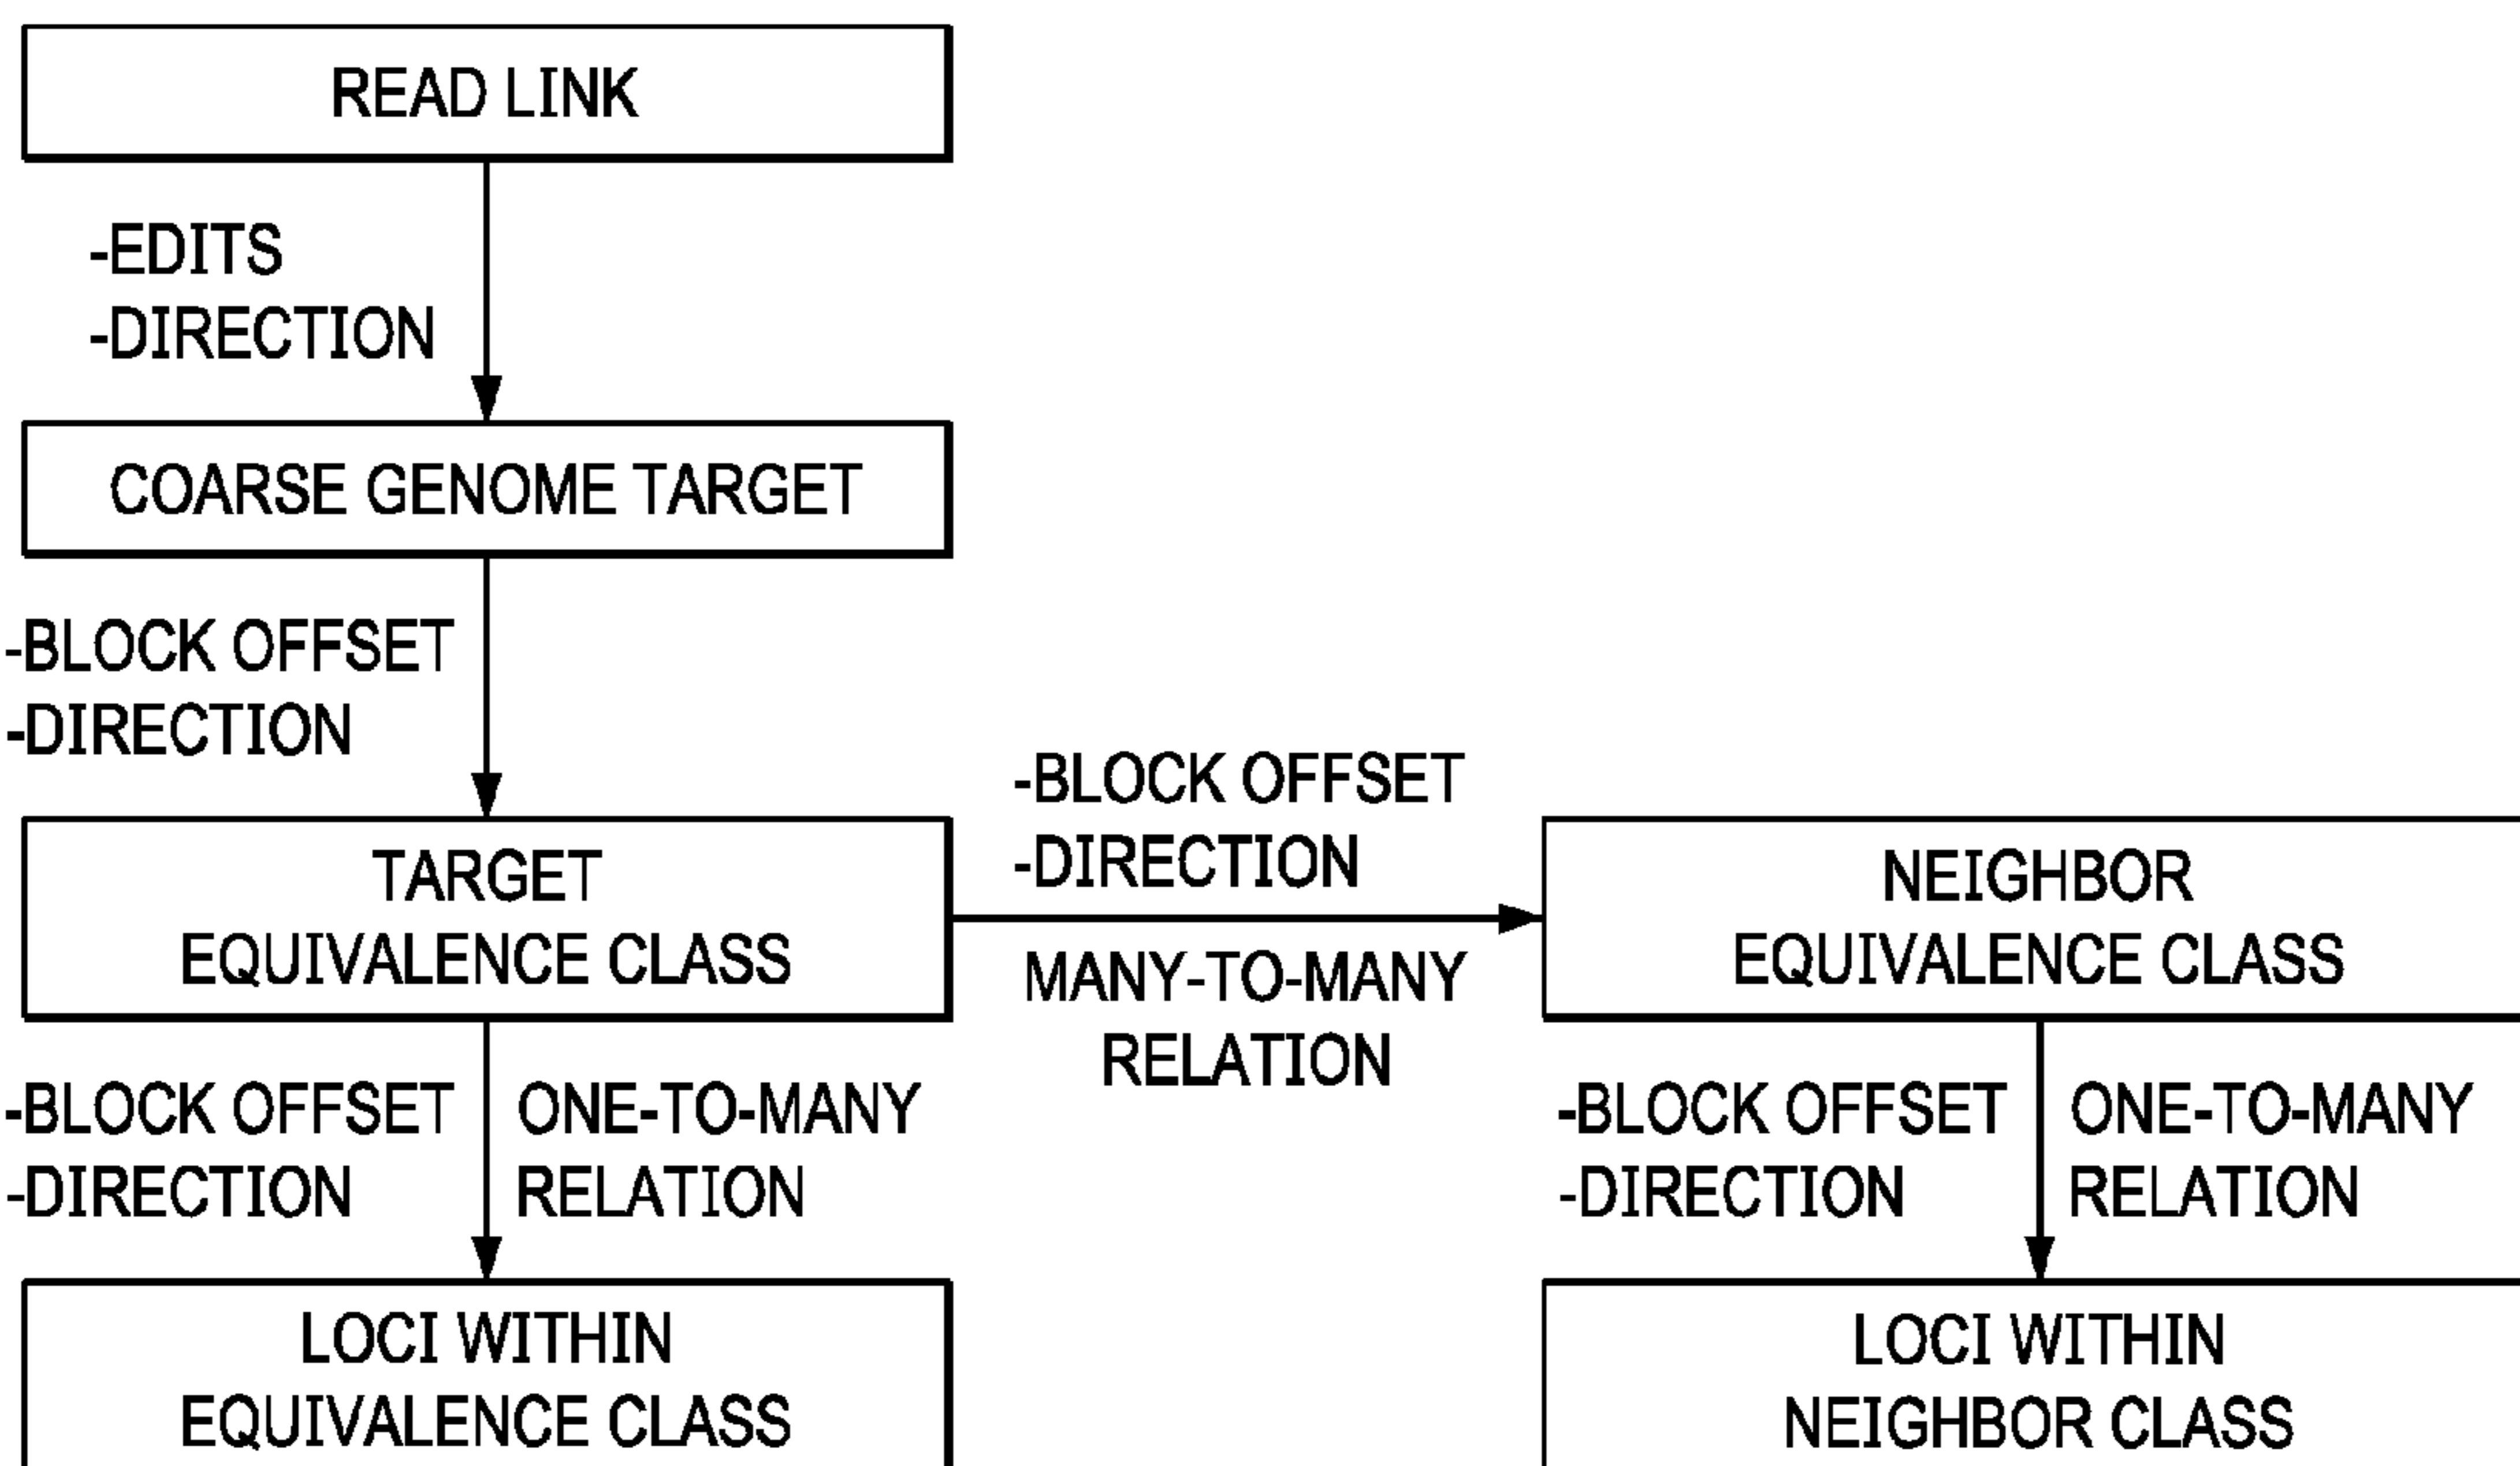 READ LINK
-EDITS
-DIRECTION
COARSE GENOME TARGET
-BLOCK OFFSET
-DIRECTION
-BLOCK OFFSET
-DIRECTION
MANY-TO-MANY
RELATION
TARGET
EQUIVALENCE CLASS
NEIGHBOR
EQUIVALENCE CLASS
-BLOCK OFFSET
-DIRECTION
ONE-TO-MANY
RELATION
-BLOCK OFFSET
-DIRECTION
ONE-TO-MANY
RELATION
LOCI WITHIN
EQUIVALENCE CLASS
LOCI WITHIN
NEIGHBOR CLASS